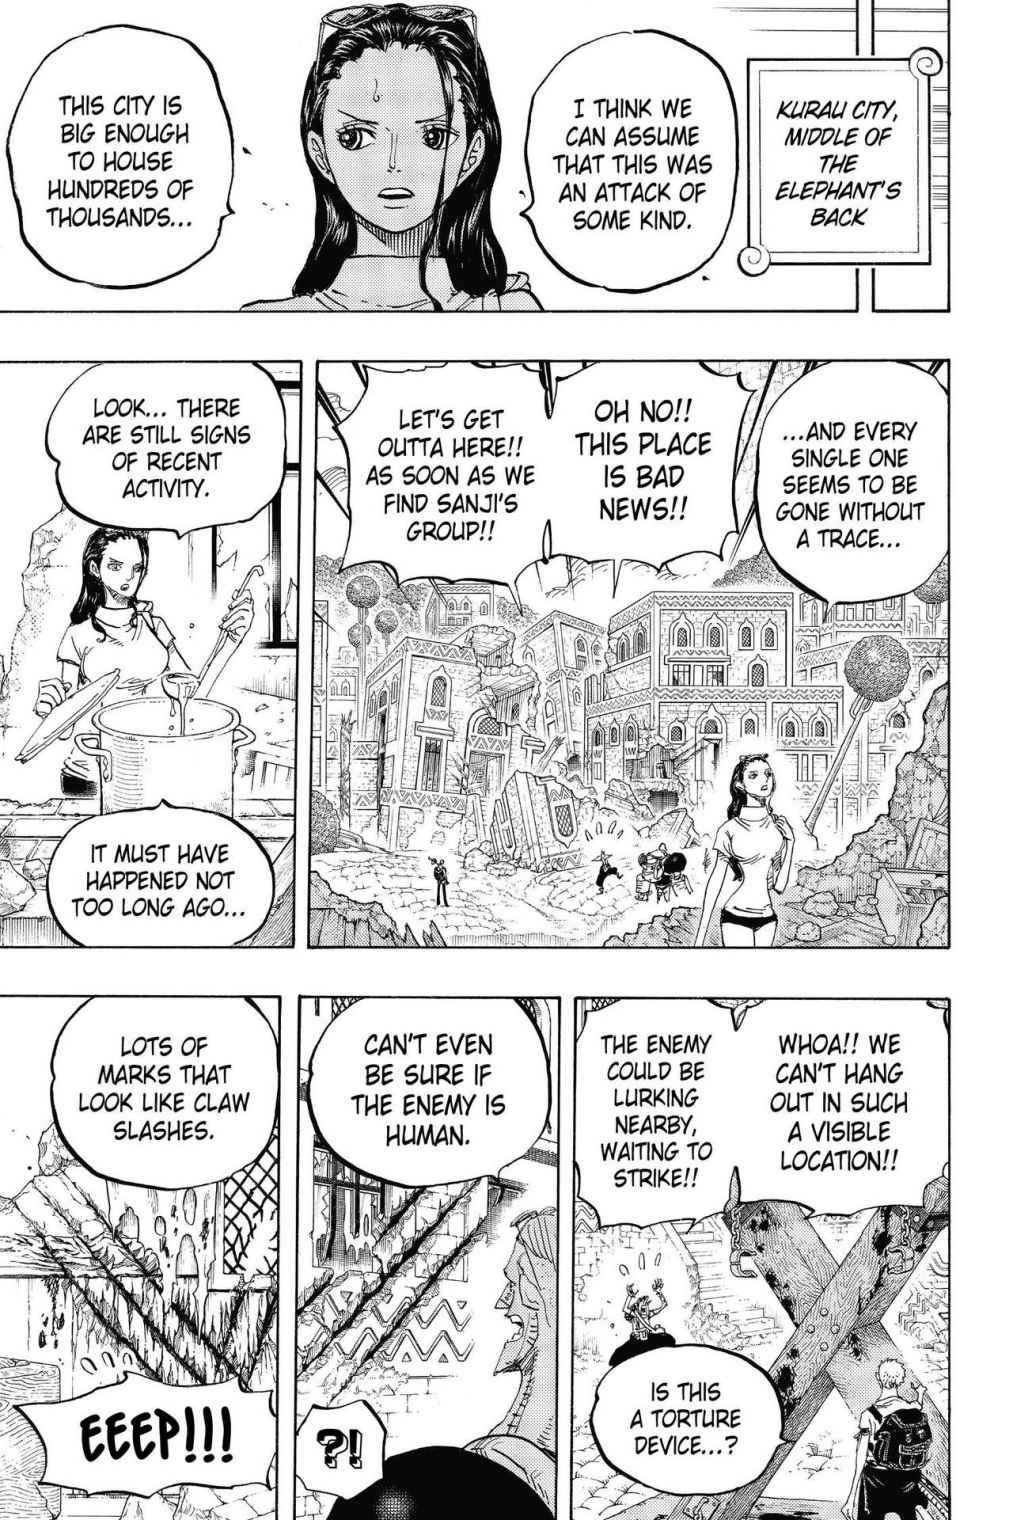 KURAU CITY,
MIDDLE OF
THE
ELEPHANT'S
BACK
I THINK WE
CAN ASSUME
THAT THIS WAS
AN ATTACK OF
SOME KIND.
THIS CITY IS
BIG ENOUGH
TO HOUSE
HUNDREDS OF
THOUSANDS...
...AND EVERY
SINGLE ONE
SEEMS TO BE
GONE WITHOUT
A TRACE...
OH NO!!
THIS PLACE
IS BAD
NEWS!!
LET'S GET
OUTTA HERE!!
AS SOON AS WE
FIND SANJI'S
GROUP!!
LOOK... THERE
ARE STILL SIGNS
OF RECENT
ACTIVITY.
IT MUST HAVE
HAPPENED NOT
TOO LONG AGO...
WHOA!! WE
CAN'T HANG
OUT IN SUCH
A VISIBLE
LOCATION!!
THE ENEMY
COULD BE
LURKING
NEARBY,
WAITING TO
STRIKE!!
IS THIS
A TORTURE
DEVICE...?
CAN'T EVEN
BE SURE IF
THE ENEMY IS
HUMAN.
?!
LOTS OF
MARKS THAT
LOOK LIKE CLAW
SLASHES.
EEEP!!!